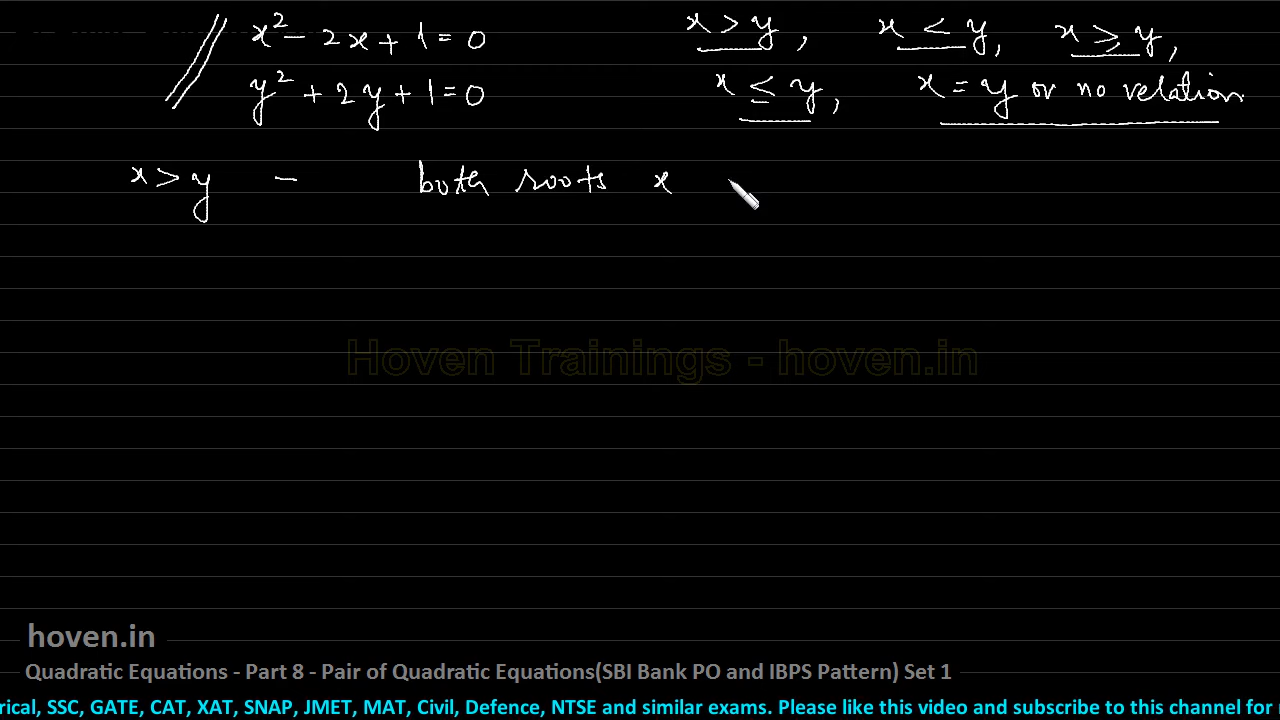 x² - 2x + 1 = 0 x > y, x < y, x ≥ y,
y² + 2y + 1 = 0 x ≤ y, x = y or no relation
x > y - both roots x
Hoven Trainings - hoven.in
hoven.in
Quadratic Equations - Part 8 - Pair of Quadratic Equations(SBI Bank PO and IBPS Pattern) Set 1
rical, SSC, GATE, CAT, XAT, SNAP, JMET, MAT, Civil, Defence, NTSE and similar exams. Please like this video and subscribe to this channel for